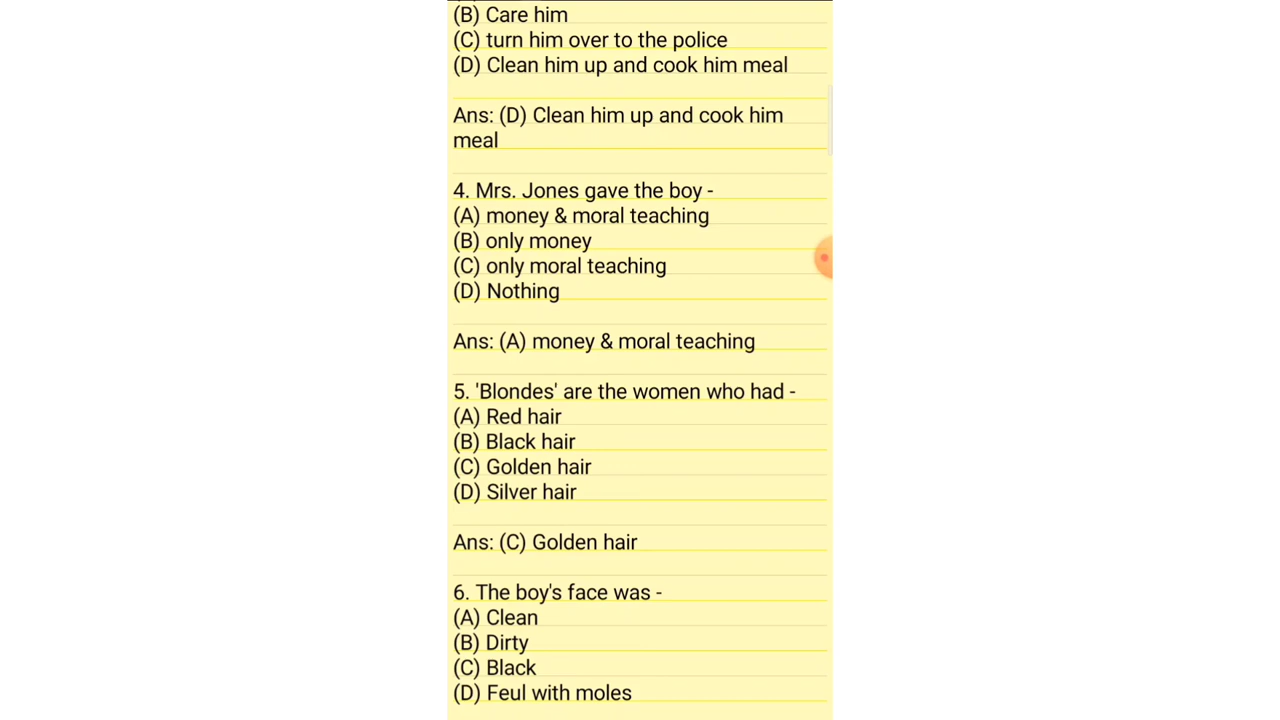 (B) Care him
(C) turn him over to the police
(D) Clean him up and cook him meal
Ans: (D) Clean him up and cook him
meal
4. Mrs. Jones gave the boy -
(A) money & moral teaching
(B) only money
(C) only moral teaching
(D) Nothing
Ans: (A) money & moral teaching
5. 'Blondes' are the women who had -
(A) Red hair
(B) Black hair
(C) Golden hair
(D) Silver hair
Ans: (C) Golden hair
6. The boy's face was -
(A) Clean
(B) Dirty
(C) Black
(D) Feul with moles